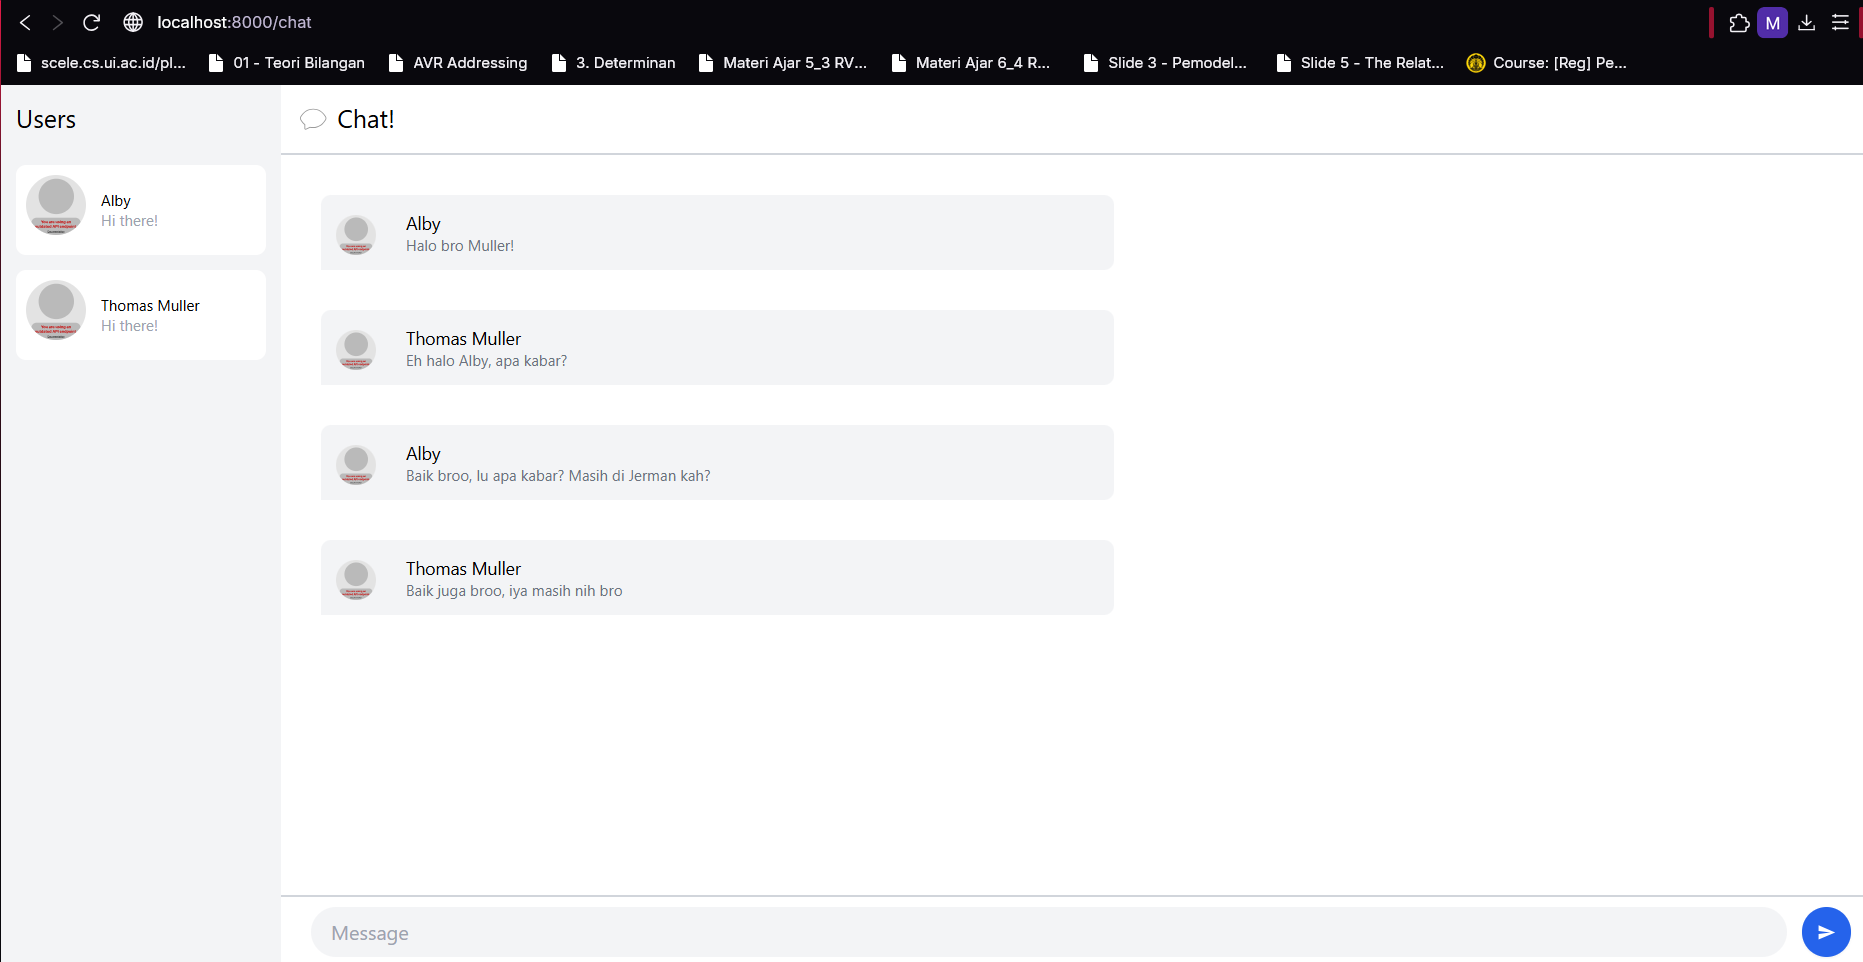 localhost:8000/chat
M
scele.cs.ui.ac.id/pl...
01 - Teori Bilangan
AVR Addressing
3. Determinan
Materi Ajar 5_3 RV...
Materi Ajar 6_4 R...
Slide 3 - Pemodel...
Slide 5 - The Relat...
Course: [Reg] Pe...
Users
Alby
Hi there!
Thomas Muller
Hi there!
Chat!
Alby
Halo bro Muller!
Thomas Muller
Eh halo Alby, apa kabar?
Alby
Baik broo, lu apa kabar? Masih di Jerman kah?
Thomas Muller
Baik juga broo, iya masih nih bro
Message